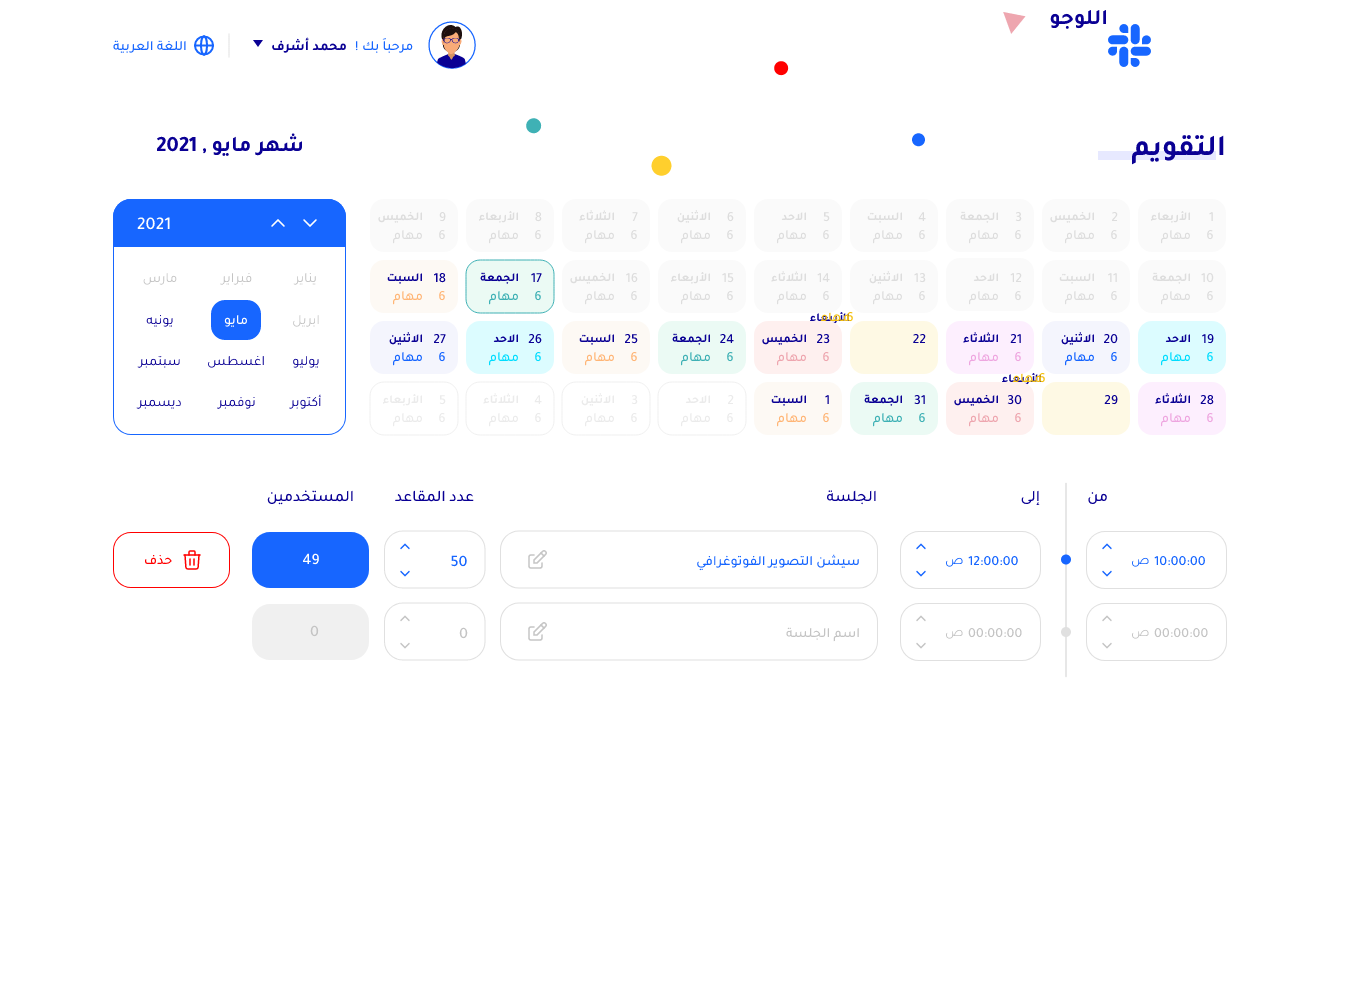 اللوجو
مرحباً بك ! محمد أشرف
اللغة العربية
التقويم
شهر مايو , 2021
1 الأربعاء
6 مهام
2 الخميس
6 مهام
3 الجمعة
6 مهام
4 السبت
6 مهام
5 الاحد
6 مهام
6 الاثنين
6 مهام
7 الثلاثاء
6 مهام
8 الأربعاء
6 مهام
9 الخميس
6 مهام
10 الجمعة
6 مهام
11 السبت
6 مهام
12 الاحد
6 مهام
13 الاثنين
6 مهام
14 الثلاثاء
6 مهام
15 الأربعاء
6 مهام
16 الخميس
6 مهام
17 الجمعة
6 مهام
18 السبت
6 مهام
19 الاحد
6 مهام
20 الاثنين
6 مهام
21 الثلاثاء
6 مهام
22
الأربعاء
6
23 الخميس
6 مهام
24 الجمعة
6 مهام
25 السبت
6 مهام
26 الاحد
6 مهام
27 الاثنين
6 مهام
28 الثلاثاء
6 مهام
29
الأربعاء
6
30 الخميس
6 مهام
31 الجمعة
6 مهام
1 السبت
6 مهام
2 الاحد
6 مهام
3 الاثنين
6 مهام
4 الثلاثاء
6 مهام
5 الأربعاء
6 مهام
2021
يناير فبراير مارس
ابريل مايو يونيه
يوليو اغسطس سبتمبر
أكتوبر نوفمبر ديسمبر
من إلى الجلسة عدد المقاعد المستخدمين
10:00:00 ص 12:00:00 ص سيشن التصوير الفوتوغرافي 50 49 حذف
00:00:00 ص 00:00:00 ص اسم الجلسة 0 0